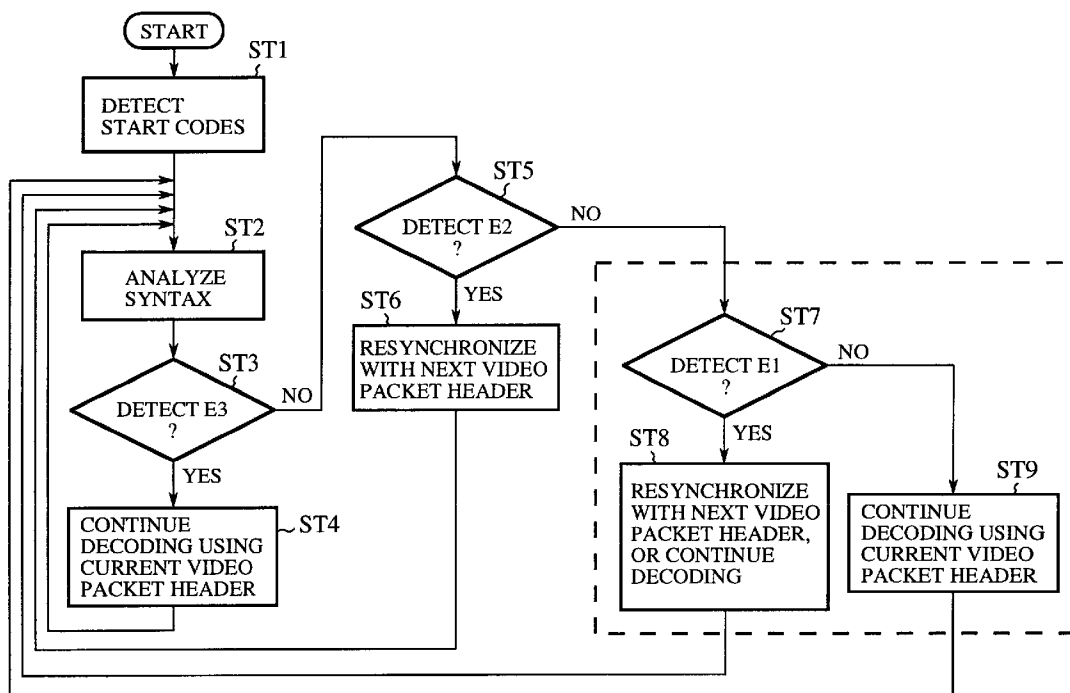 START
ST1
DETECT
START CODES
ST2
ANALYZE
SYNTAX
ST3
DETECT E3
?
NO
YES
ST4
CONTINUE
DECODING USING
CURRENT VIDEO
PACKET HEADER
ST5
DETECT E2
?
NO
YES
ST6
RESYNCHRONIZE
WITH NEXT VIDEO
PACKET HEADER
ST7
DETECT E1
?
NO
YES
ST8
RESYNCHRONIZE
WITH NEXT VIDEO
PACKET HEADER,
OR CONTINUE
DECODING
ST9
CONTINUE
DECODING USING
CURRENT VIDEO
PACKET HEADER